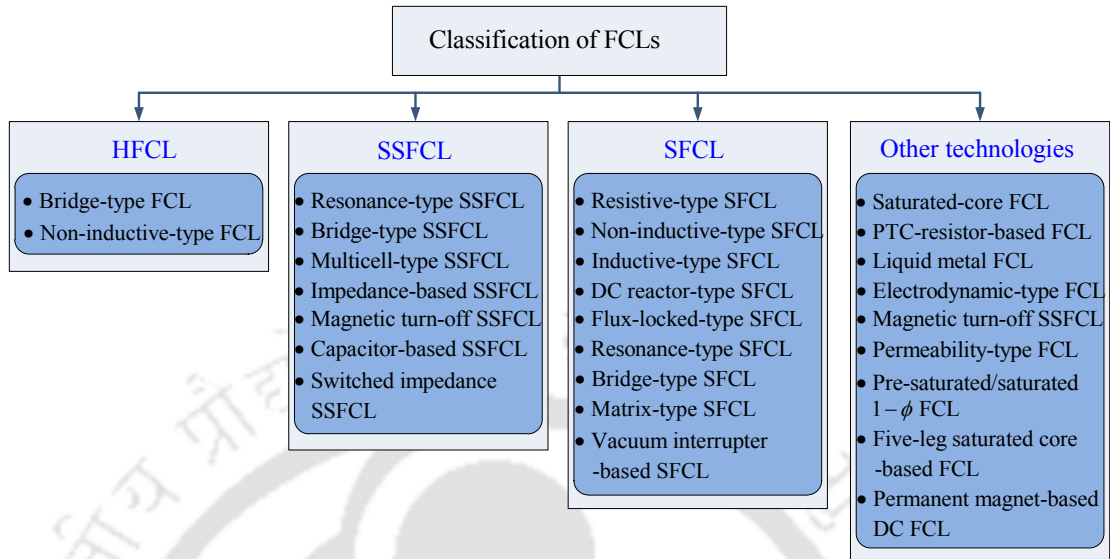 Classification of FCLs
HFCL
• Bridge-type FCL
• Non-inductive-type FCL
SSFCL
• Resonance-type SSFCL
• Bridge-type SSFCL
• Multicell-type SSFCL
• Impedance-based SSFCL
• Magnetic turn-off SSFCL
• Capacitor-based SSFCL
• Switched impedance
SSFCL
SFCL
• Resistive-type SFCL
• Non-inductive-type SFCL
• Inductive-type SFCL
• DC reactor-type SFCL
• Flux-locked-type SFCL
• Resonance-type SFCL
• Bridge-type SFCL
• Matrix-type SFCL
• Vacuum interrupter
-based SFCL
Other technologies
• Saturated-core FCL
• PTC-resistor-based FCL
• Liquid metal FCL
• Electrodynamic-type FCL
• Magnetic turn-off SSFCL
• Permeability-type FCL
• Pre-saturated/saturated
1−ϕ FCL
• Five-leg saturated core
-based FCL
• Permanent magnet-based
DC FCL